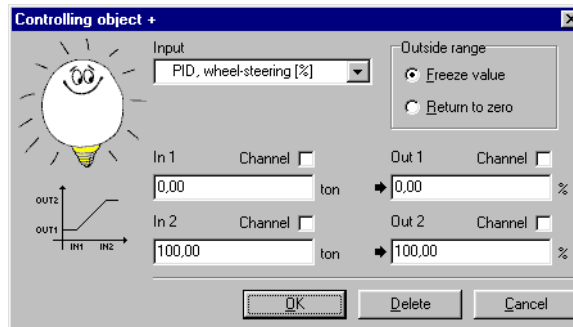 Controlling object +
Input
PID, wheel-steering [%]
Outside range
Freeze value
Return to zero
In 1 Channel
Out 1 Channel
0,00 ton
0,00 %
In 2 Channel
Out 2 Channel
100,00 ton
100,00 %
OUT2
OUT1
IN1 IN2
OK Delete Cancel